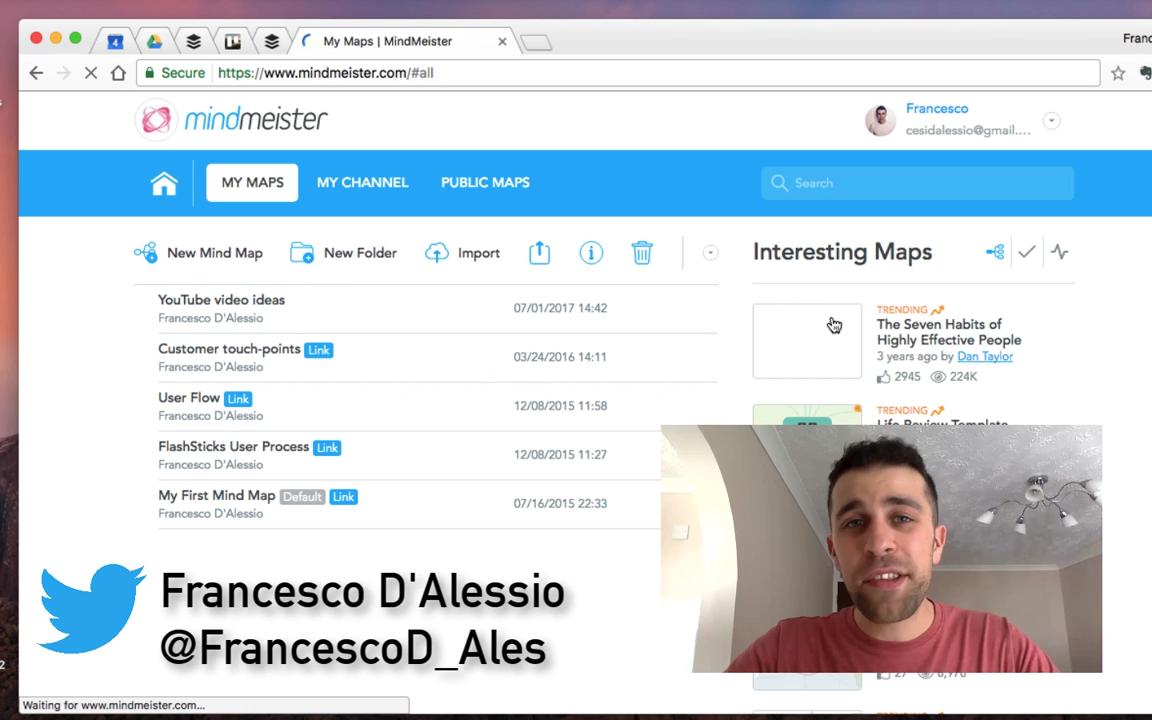 My Maps | MindMeister
Franc
Secure
https://www.mindmeister.com/#all
mindmeister
Francesco
cesidalessio@gmail....
MY MAPS
MY CHANNEL
PUBLIC MAPS
Search
New Mind Map
New Folder
Import
Interesting Maps
YouTube video ideas
Francesco D'Alessio
07/01/2017 14:42
Customer touch-points Link
Francesco D'Alessio
03/24/2016 14:11
User Flow Link
Francesco D'Alessio
12/08/2015 11:58
FlashSticks User Process Link
Francesco D'Alessio
12/08/2015 11:27
My First Mind Map Default Link
Francesco D'Alessio
07/16/2015 22:33
TRENDING
The Seven Habits of
Highly Effective People
3 years ago by Dan Taylor
2945 224K
TRENDING
Life Review Template
Francesco D'Alessio
@FrancescoD_Ales
Waiting for www.mindmeister.com...